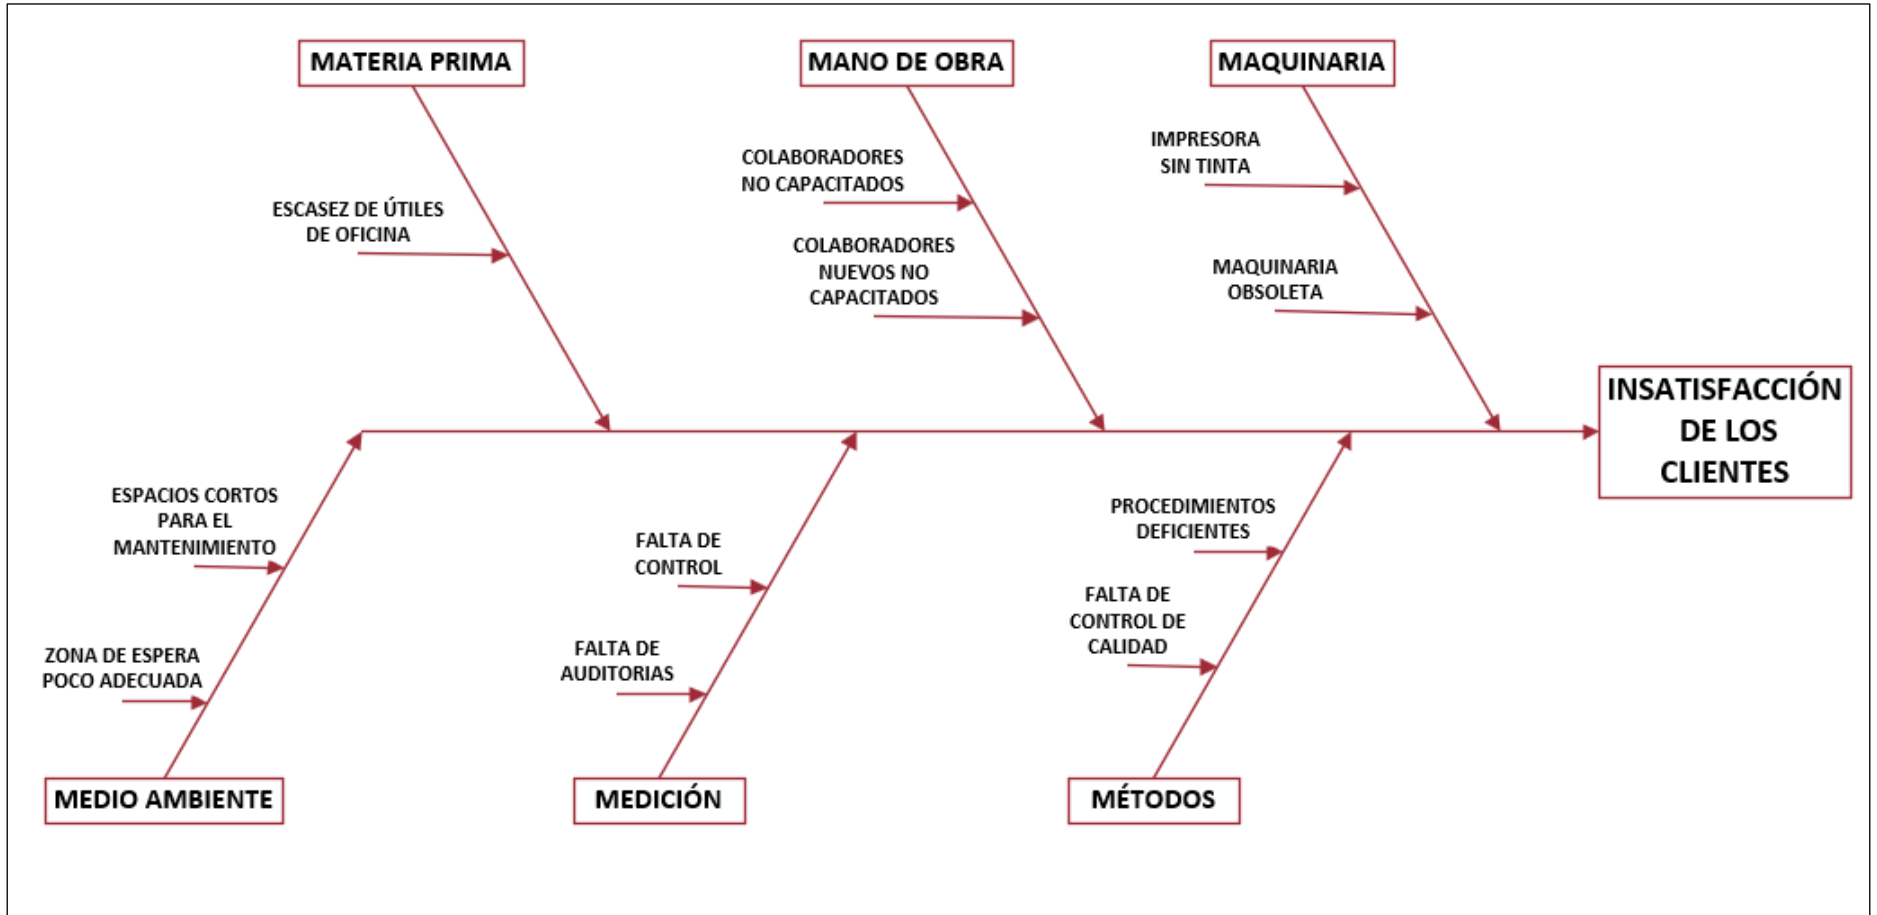 MATERIA PRIMA
MANO DE OBRA
MAQUINARIA
ESCASEZ DE ÚTILES
DE OFICINA
COLABORADORES
NO CAPACITADOS
COLABORADORES
NUEVOS NO
CAPACITADOS
IMPRESORA
SIN TINTA
MAQUINARIA
OBSOLETA
INSATISFACCIÓN
DE LOS
CLIENTES
ESPACIOS CORTOS
PARA EL
MANTENIMIENTO
ZONA DE ESPERA
POCO ADECUADA
FALTA DE
CONTROL
FALTA DE
AUDITORIAS
PROCEDIMIENTOS
DEFICIENTES
FALTA DE
CONTROL DE
CALIDAD
MEDIO AMBIENTE
MEDICIÓN
MÉTODOS